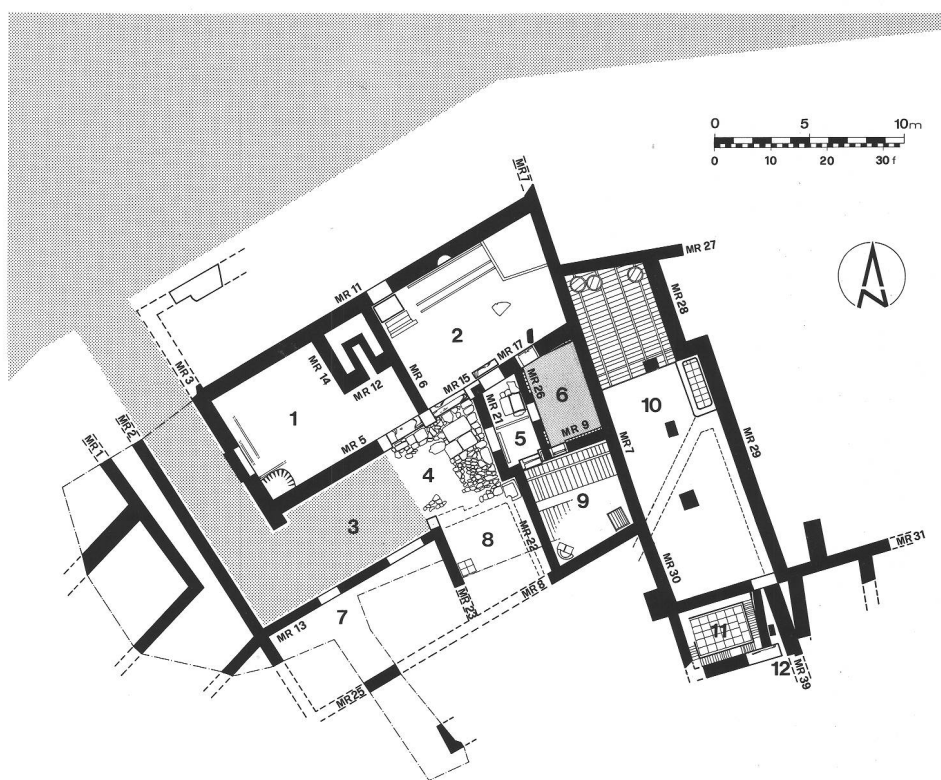 0 5 10m
0 10 20 30 f
N
MR 7
MR 27
MR 11
MR 28
2
MR 17
MR 3
MR 14
MR 12
MR 6
MR 15
MR 26
6
10
MR 21
1
MR 5
5
MR 9
MR 7
MR 29
MR 2
MR 1
4
9
3
8
MR 22
MR 8
MR 31
MR 30
MR 23
7
MR 13
11
12
MR 25
MR 39